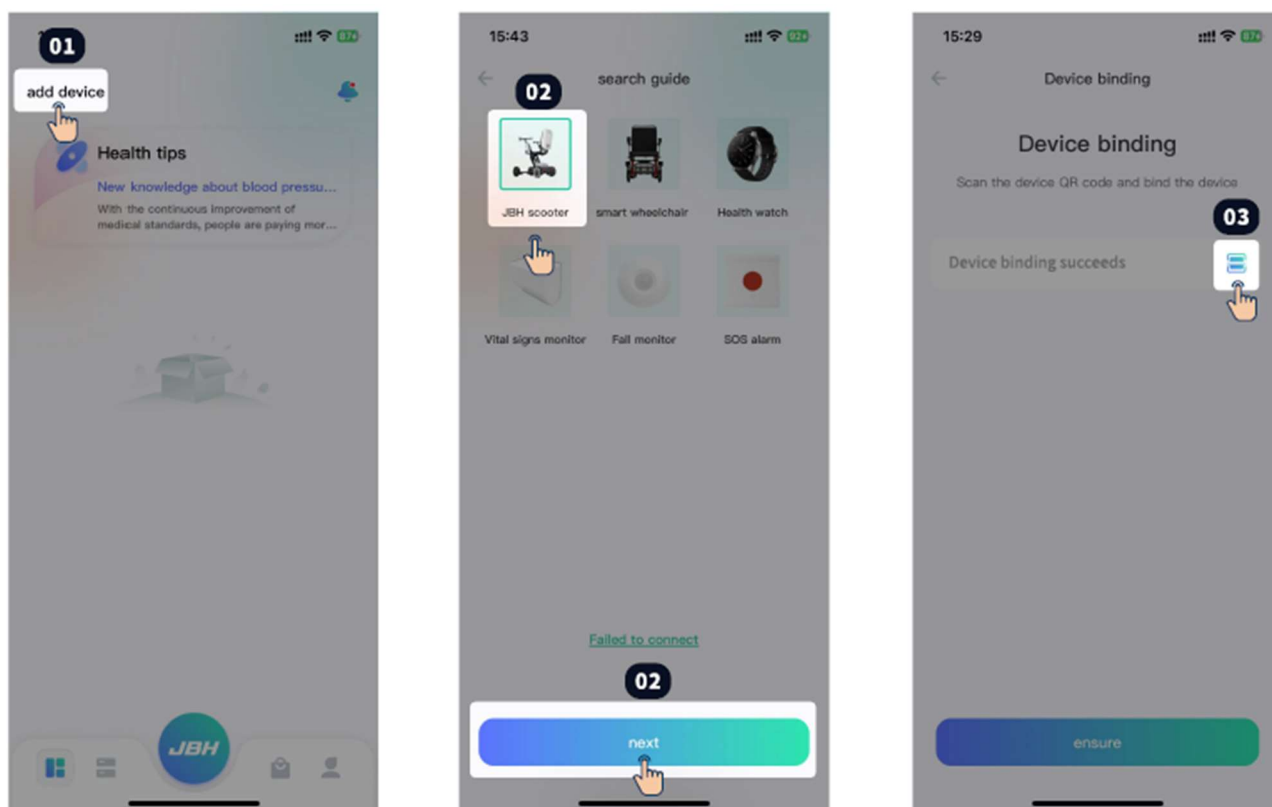 01
87
add device
Health tips
New knowledge about blood pressu...
With the continuous improvement of
medical standards, people are paying mor...
JBH
15:43
92
search guide
02
JBH scooter
smart wheelchair
Health watch
Vital signs monitor
Fall monitor
SOS alarm
Failed to connect
02
next
15:29
87
Device binding
Device binding
Scan the device QR code and bind the device
03
Device binding succeeds
ensure